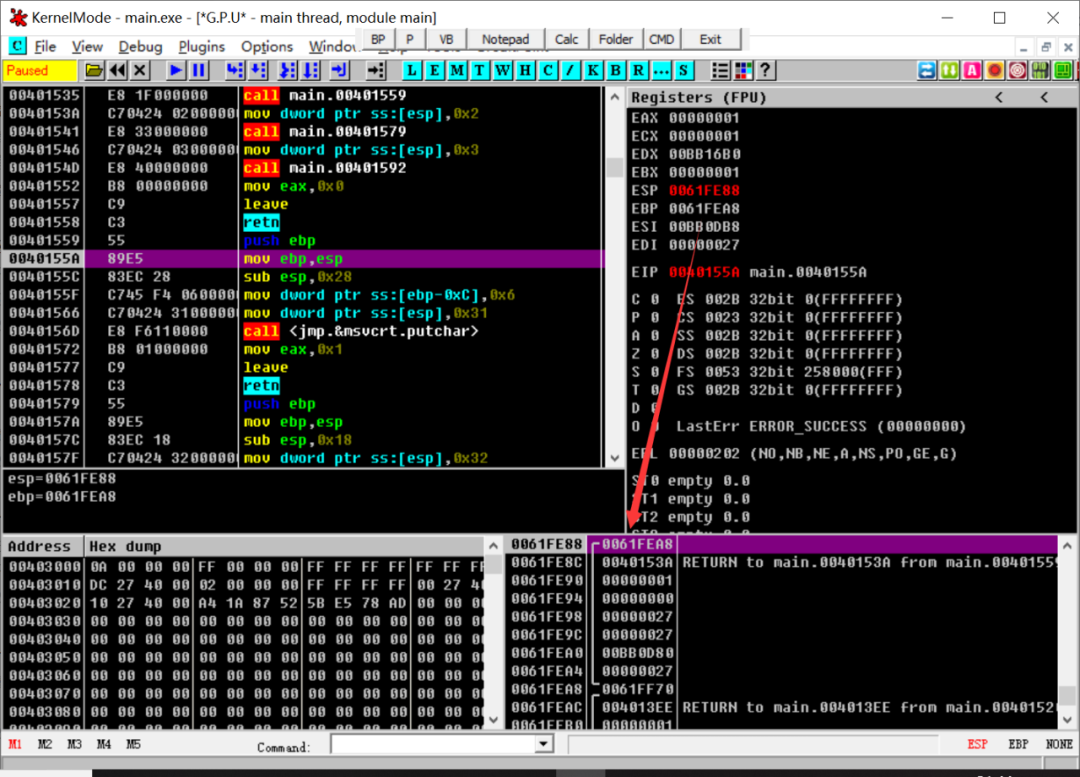 KernelMode - main.exe - [*G.P.U* - main thread, module main]
C File View Debug Plugins Options Window
BP P VB Notepad Calc Folder CMD Exit
Paused L E M T W H C / K B R ... S ?
00401535 E8 1F000000 call main.00401559
0040153A C70424 0200000 mov dword ptr ss:[esp],0x2
00401541 E8 33000000 call main.00401579
00401546 C70424 0300000 mov dword ptr ss:[esp],0x3
0040154D E8 40000000 call main.00401592
00401552 B8 00000000 mov eax,0x0
00401557 C9 leave
00401558 C3 retn
00401559 55 push ebp
0040155A 89E5 mov ebp,esp
0040155C 83EC 28 sub esp,0x28
0040155F C745 F4 060000 mov dword ptr ss:[ebp-0xC],0x6
00401566 C70424 3100000 mov dword ptr ss:[esp],0x31
0040156D E8 F6110000 call <jmp.&msvcrt.putchar>
00401572 B8 01000000 mov eax,0x1
00401577 C9 leave
00401578 C3 retn
00401579 55 push ebp
0040157A 89E5 mov ebp,esp
0040157C 83EC 18 sub esp,0x18
0040157F C70424 3200000 mov dword ptr ss:[esp],0x32
esp=0061FE88
ebp=0061FEA8
Registers (FPU) < <
EAX 00000001
ECX 00000001
EDX 00BB16B0
EBX 00000001
ESP 0061FE88
EBP 0061FEA8
ESI 00BB0DB8
EDI 00000027
EIP 0040155A main.0040155A
C 0 ES 002B 32bit 0(FFFFFFFF)
P 0 CS 0023 32bit 0(FFFFFFFF)
A 0 SS 002B 32bit 0(FFFFFFFF)
Z 0 DS 002B 32bit 0(FFFFFFFF)
S 0 FS 0053 32bit 258000(FFF)
T 0 GS 002B 32bit 0(FFFFFFFF)
D 0
O 0 LastErr ERROR_SUCCESS (00000000)
EFL 00000202 (NO,NB,NE,A,NS,PO,GE,G)
ST0 empty 0.0
ST1 empty 0.0
ST2 empty 0.0
Address Hex dump
00403000 0A 00 00 00 FF 00 00 00 FF FF FF FF FF FF FF
00403010 DC 27 40 00 02 00 00 00 FF FF FF FF 00 27 4
00403020 10 27 40 00 A4 1A 87 52 5B E5 78 AD 00 00 0
00403030 00 00 00 00 00 00 00 00 00 00 00 00 00 00 0
00403040 00 00 00 00 00 00 00 00 00 00 00 00 00 00 0
00403050 00 00 00 00 00 00 00 00 00 00 00 00 00 00 0
00403060 00 00 00 00 00 00 00 00 00 00 00 00 00 00 0
00403070 00 00 00 00 00 00 00 00 00 00 00 00 00 00 0
00403080 00 00 00 00 00 00 00 00 00 00 00 00 00 00 0
0061FE88 0061FEA8
0061FE8C 0040153A RETURN to main.0040153A from main.0040155
0061FE90 00000001
0061FE94 00000000
0061FE98 00000027
0061FE9C 00000027
0061FEA0 00BB0D80
0061FEA4 00000027
0061FEA8 0061FF70
0061FEAC 004013EE RETURN to main.004013EE from main.0040152
0061FEB0 00000001
M1 M2 M3 M4 M5 Command: ESP EBP NONE